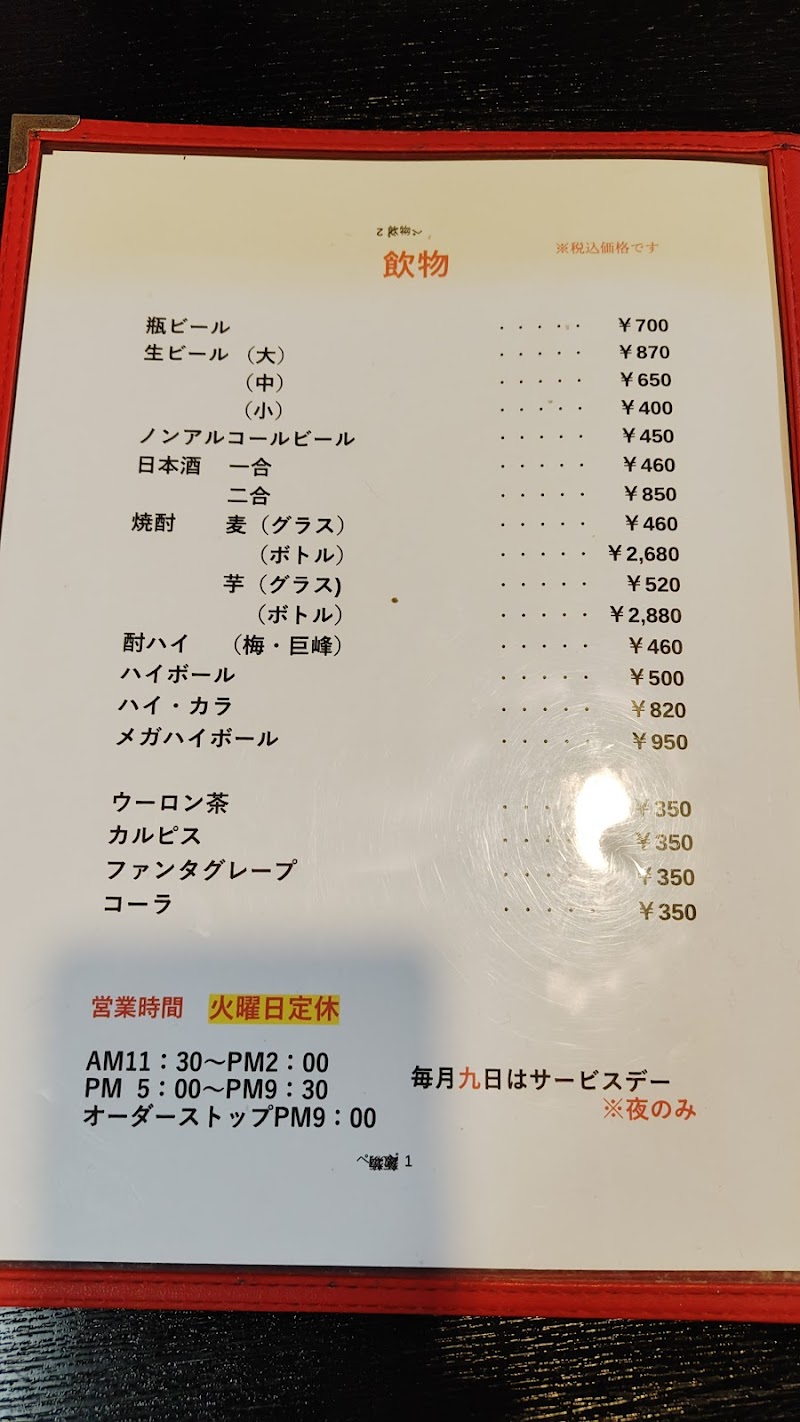 飲物
※税込価格です
瓶ビール ・・・・・ ￥700
生ビール （大） ・・・・・ ￥870
（中） ・・・・・ ￥650
（小） ・・・・・ ￥400
ノンアルコールビール ・・・・・ ￥450
日本酒 一合 ・・・・・ ￥460
二合 ・・・・・ ￥850
焼酎 麦（グラス） ・・・・・ ￥460
（ボトル） ・・・・・ ￥2,680
芋（グラス) ・・・・・ ￥520
（ボトル） ・・・・・ ￥2,880
酎ハイ （梅・巨峰） ・・・・・ ￥460
ハイボール ・・・・・ ￥500
ハイ・カラ ・・・・・ ￥820
メガハイボール ・・・・・ ￥950
ウーロン茶 ・・・・・ ￥350
カルピス ・・・・・ ￥350
ファンタグレープ ・・・・・ ￥350
コーラ ・・・・・ ￥350
営業時間 火曜日定休
AM11：30～PM2：00
PM 5：00～PM9：30
オーダーストップPM9：00
毎月九日はサービスデー
※夜のみ
1